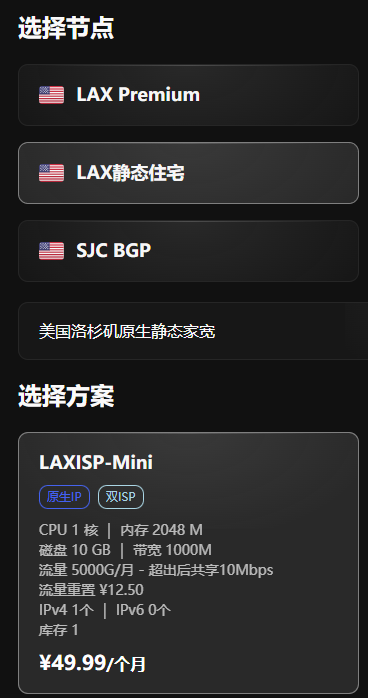 选择节点
LAX Premium
LAX静态住宅
SJC BGP
美国洛杉矶原生静态家宽
选择方案
LAXISP-Mini
原生IP 双ISP
CPU 1 核 | 内存 2048 M
磁盘 10 GB | 带宽 1000M
流量 5000G/月 - 超出后共享10Mbps
流量重置 ¥12.50
IPv4 1个 | IPv6 0个
库存 1
¥49.99/个月